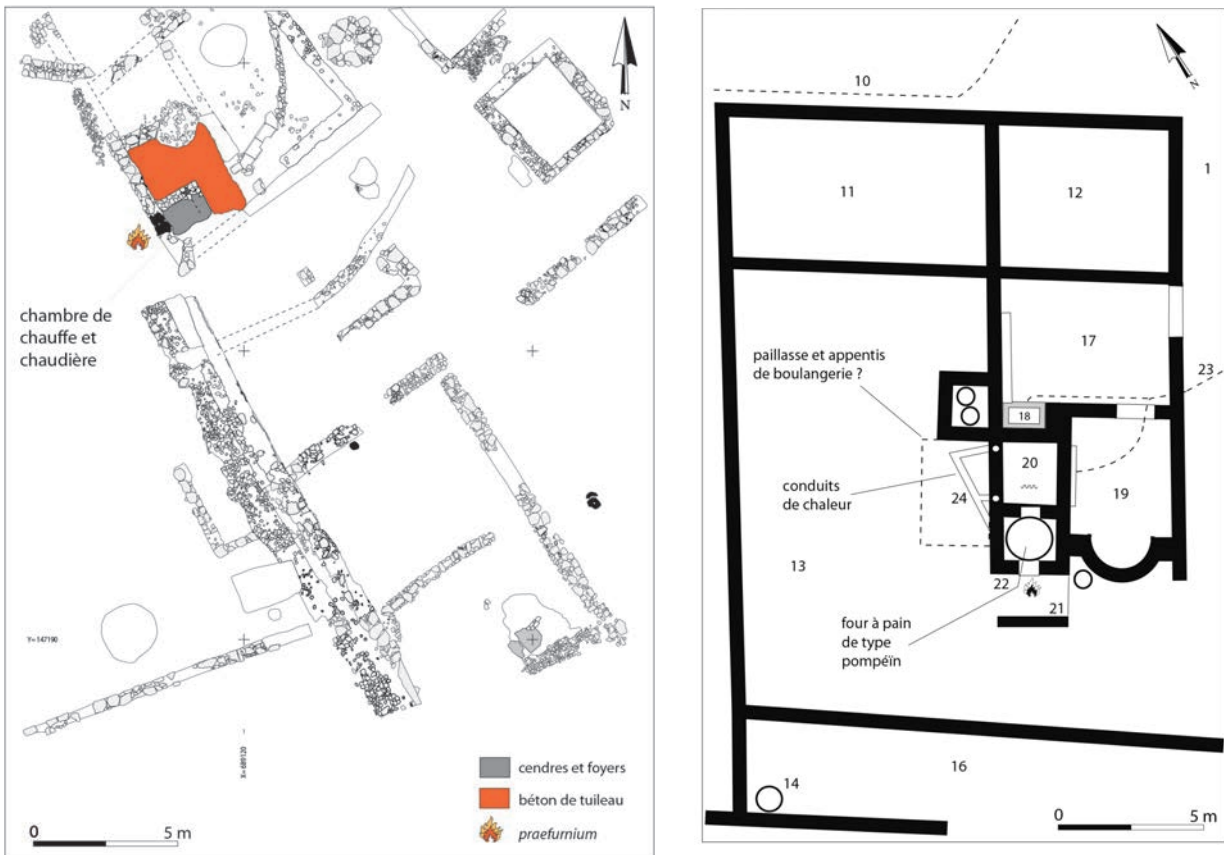 N
chambre de
chauffe et
chaudière
Y= 147190
X= 689120
cendres et foyers
béton de tuileau
praefurnium
0 5 m
N
10
1
11
12
17
23
paillasse et appentis
de boulangerie ?
18
20
conduits
de chaleur
24
19
13
22
21
four à pain
de type
pompéïn
16
14
0 5 m